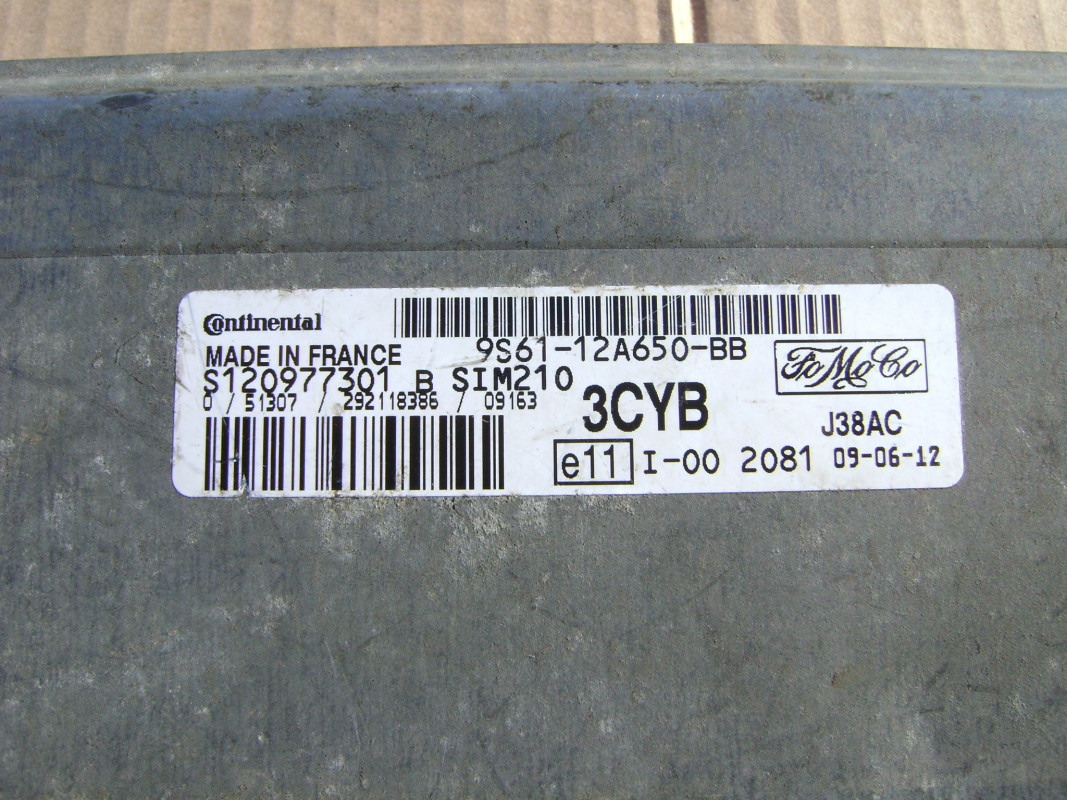 Continental
9S61-12A650-BB
MADE IN FRANCE
FoMoCo
S120977301 B SIM210
0 / 51307 / 292118386 / 09163
3CYB
J38AC
e11 I-00 2081 09-06-12